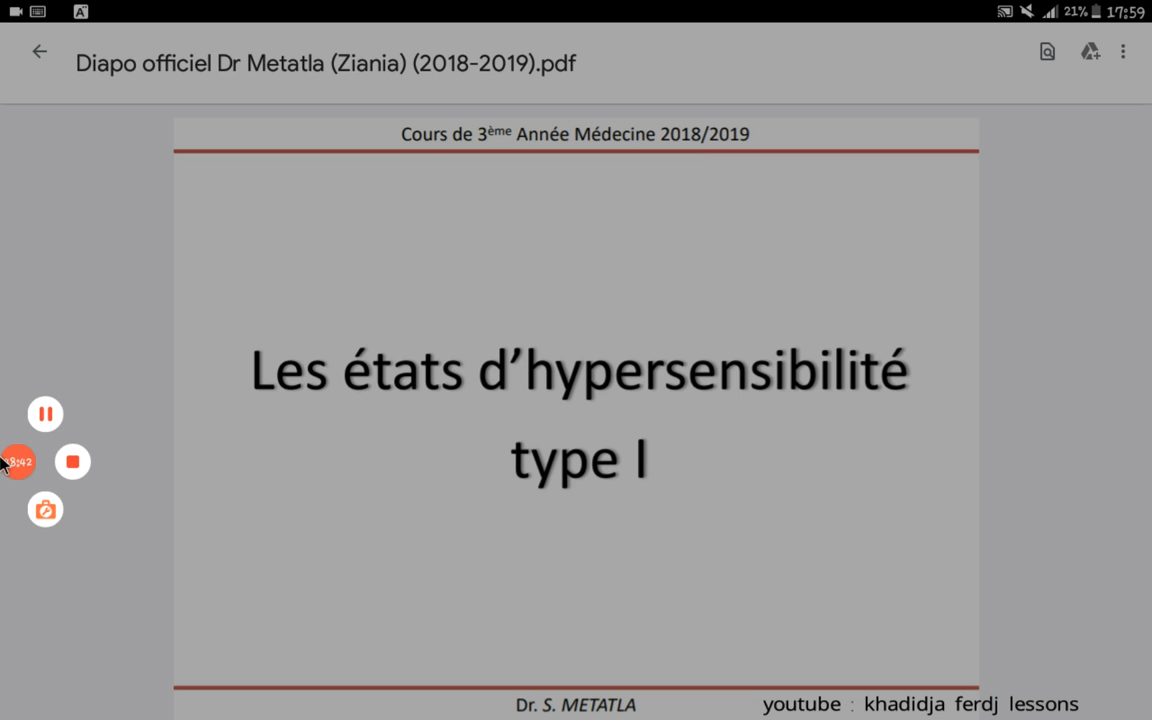 21% 17:59
Diapo officiel Dr Metatla (Ziania) (2018-2019).pdf
Cours de 3ème Année Médecine 2018/2019
Les états d’hypersensibilité
type I
Dr. S. METATLA
youtube : khadidja ferdj lessons